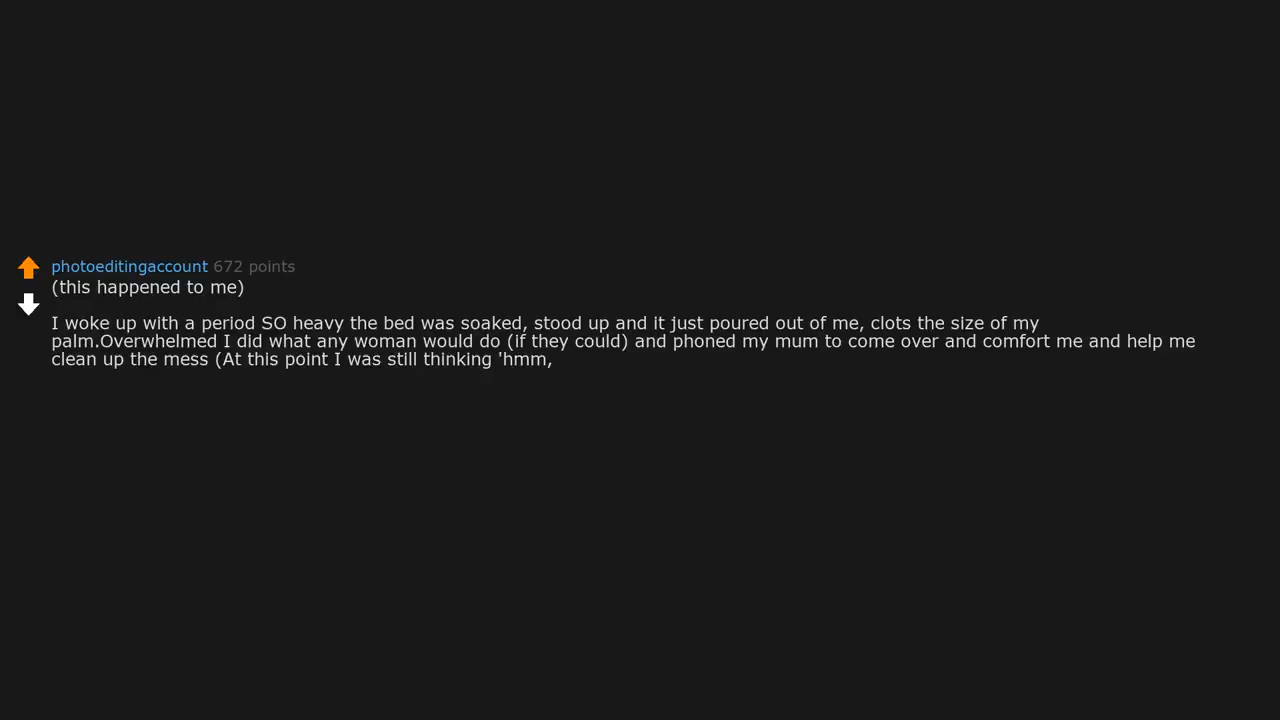 photoeditingaccount 672 points
(this happened to me)
I woke up with a period SO heavy the bed was soaked, stood up and it just poured out of me, clots the size of my
palm.Overwhelmed I did what any woman would do (if they could) and phoned my mum to come over and comfort me and help me
clean up the mess (At this point I was still thinking 'hmm,